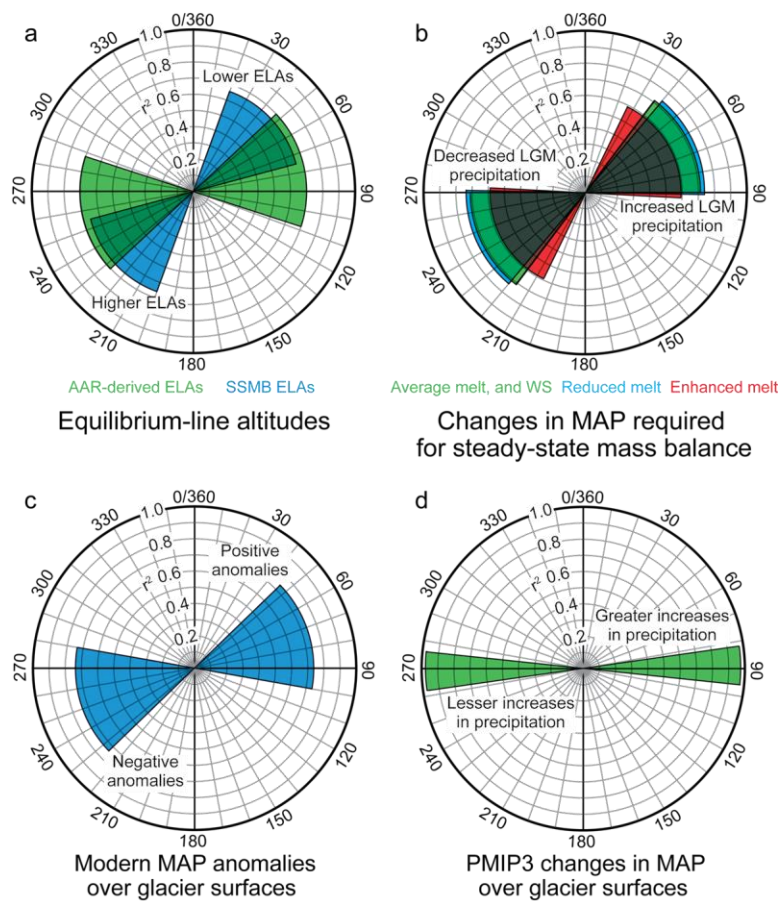 a
0/360
30
60
90
120
150
180
210
240
270
300
330
1.0
0.8
0.6
0.4
0.2
r²
Lower ELAs
Higher ELAs
AAR-derived ELAs SSMB ELAs
Equilibrium-line altitudes
b
0/360
30
60
90
120
150
180
210
240
270
300
330
1.0
0.8
0.6
0.4
0.2
r²
Decreased LGM
precipitation
Increased LGM
precipitation
Average melt, and WS Reduced melt Enhanced melt
Changes in MAP required
for steady-state mass balance
c
0/360
30
60
90
120
150
180
210
240
270
300
330
1.0
0.8
0.6
0.4
0.2
r²
Positive
anomalies
Negative
anomalies
Modern MAP anomalies
over glacier surfaces
d
0/360
30
60
90
120
150
180
210
240
270
300
330
1.0
0.8
0.6
0.4
0.2
r²
Greater increases
in precipitation
Lesser increases
in precipitation
PMIP3 changes in MAP
over glacier surfaces